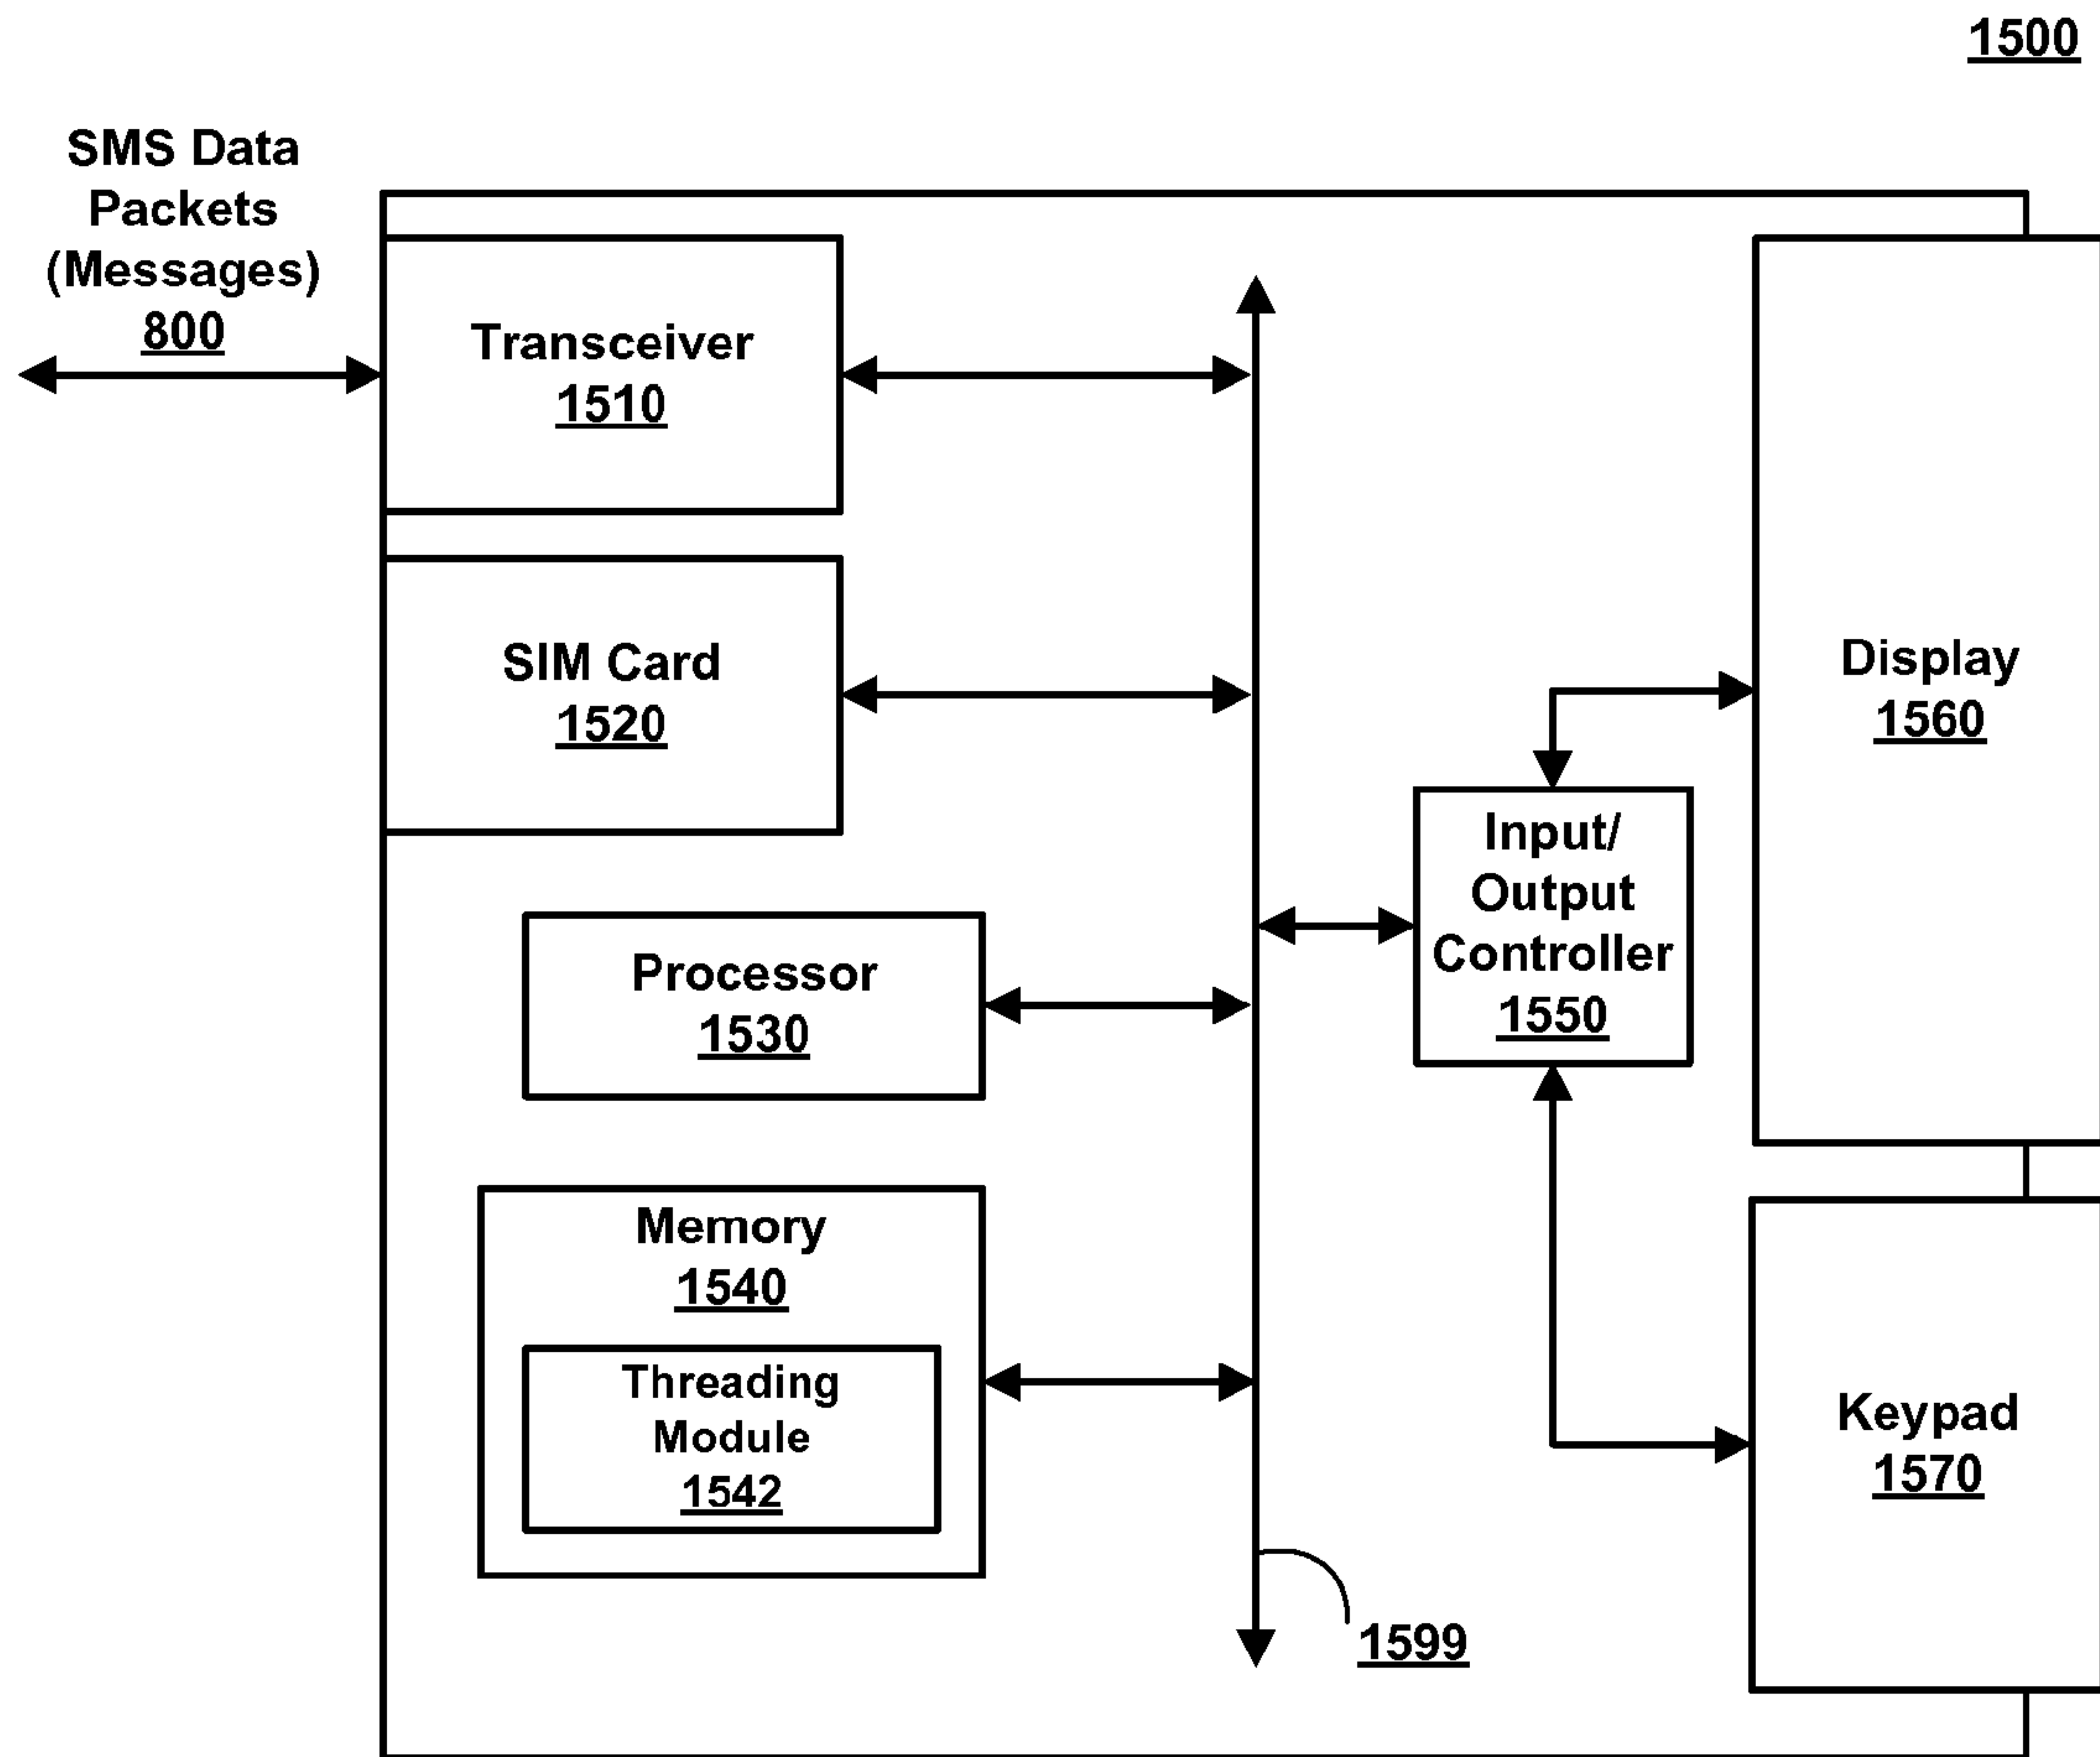 1500
SMS Data
Packets
(Messages)
800
Transceiver
1510
SIM Card
1520
Processor
1530
Memory
1540
Threading
Module
1542
Input/
Output
Controller
1550
Display
1560
Keypad
1570
1599